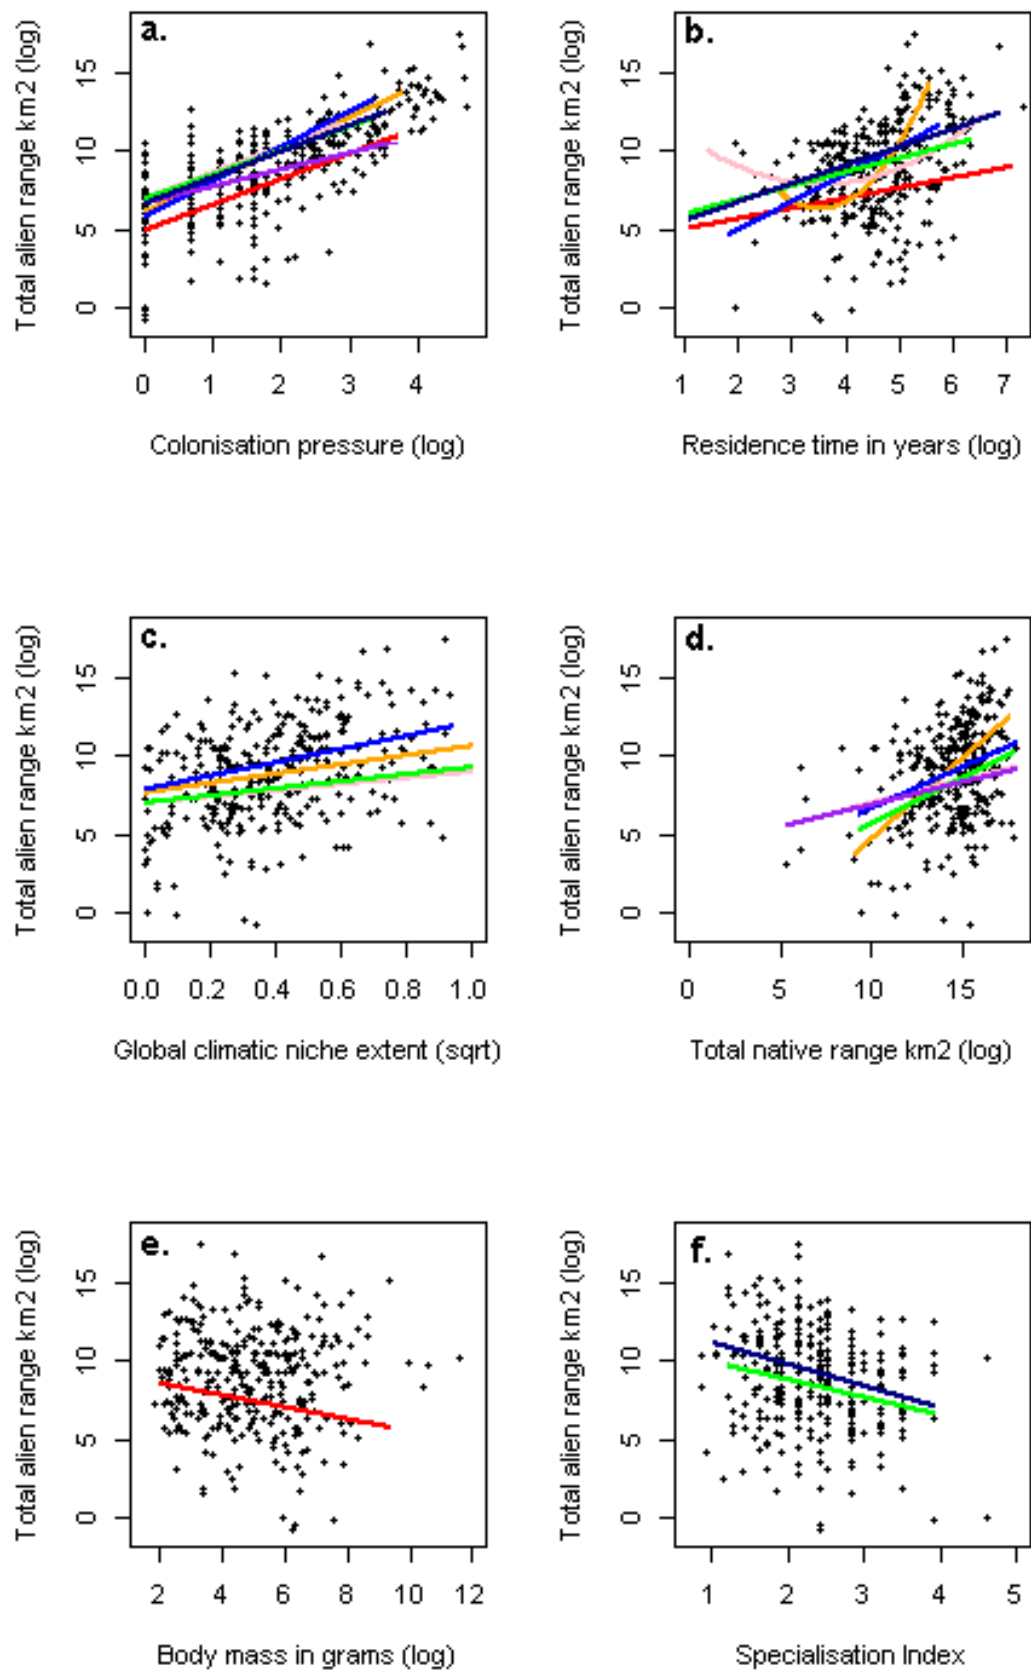 a.
Total alien range km2 (log)
15
10
5
0
0 1 2 3 4
Colonisation pressure (log)
b.
Total alien range km2 (log)
15
10
5
0
1 2 3 4 5 6 7
Residence time in years (log)
c.
Total alien range km2 (log)
15
10
5
0
0.0 0.2 0.4 0.6 0.8 1.0
Global climatic niche extent (sqrt)
d.
Total alien range km2 (log)
15
10
5
0
0 5 10 15
Total native range km2 (log)
e.
Total alien range km2 (log)
15
10
5
0
2 4 6 8 10 12
Body mass in grams (log)
f.
Total alien range km2 (log)
15
10
5
0
1 2 3 4 5
Specialisation Index